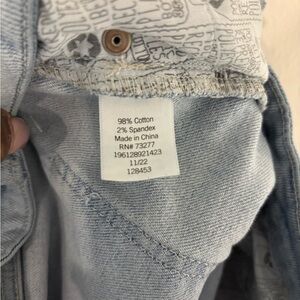 98% Cotton
2% Spandex
Made in China
RN# 73277
196128921423
11/22
128453